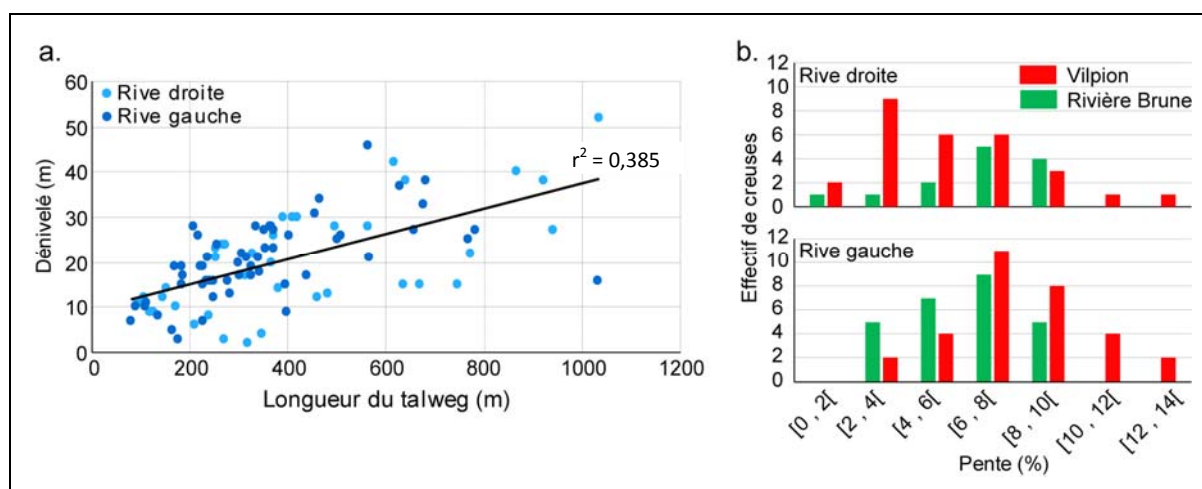 a.
60
50
40
30
20
10
0
Rive droite
Rive gauche
r² = 0,385
Dénivelé (m)
0 200 400 600 800 1000 1200
Longueur du talweg (m)
b.
12
10
8
6
4
2
0
Rive droite
Vilpion
Rivière Brune
Effectif de creuses
12
10
8
6
4
2
0
Rive gauche
[0 , 2[ [2 , 4[ [4 , 6[ [6 , 8[ [8 , 10[ [10 , 12[ [12 , 14[
Pente (%)